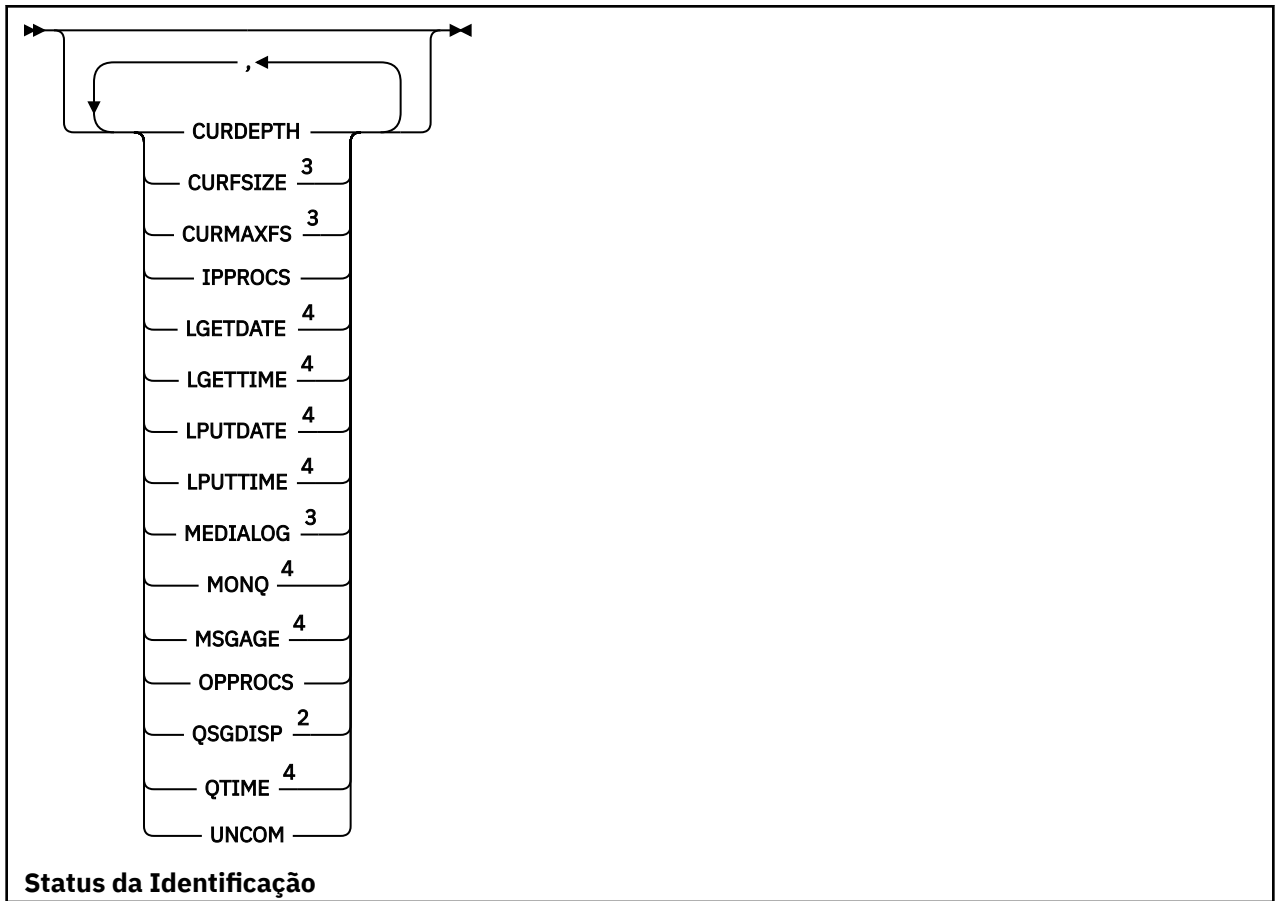 ,
CURDEPTH
CURFSIZE 3
CURMAXFS 3
IPPROCS
LGETDATE 4
LGETTIME 4
LPUTDATE 4
LPUTTIME 4
MEDIALOG 3
MONQ 4
MSGAGE 4
OPPROCS
QSGDISP 2
QTIME 4
UNCOM
Status da Identificação